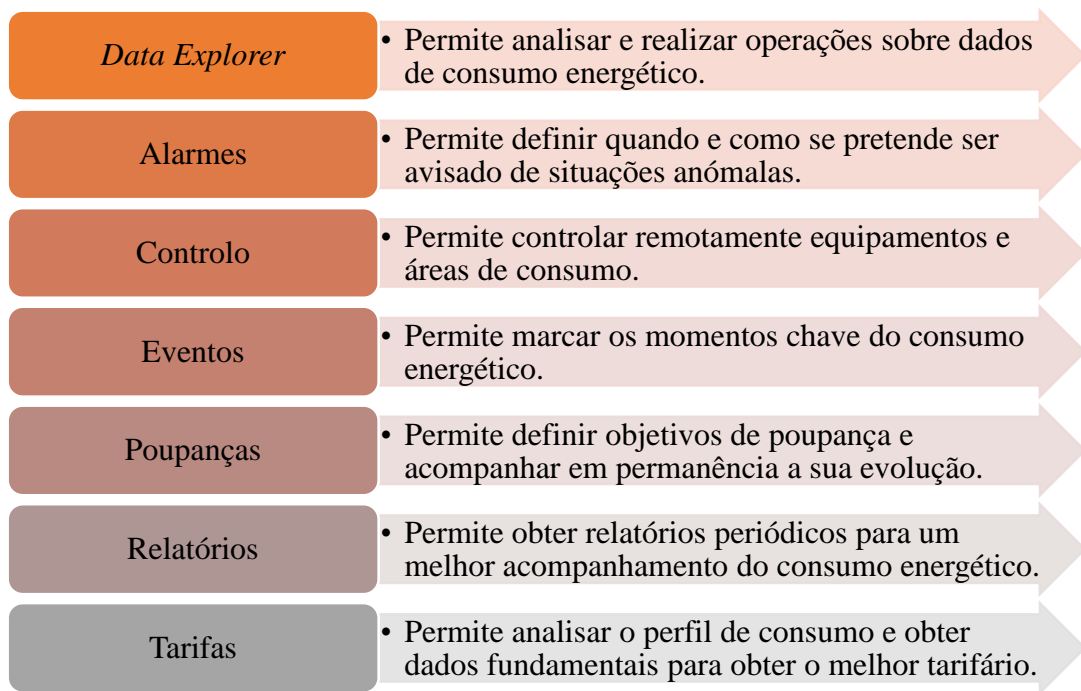 Data Explorer
• Permite analisar e realizar operações sobre dados
de consumo energético.
Alarmes
• Permite definir quando e como se pretende ser
avisado de situações anómalas.
Controlo
• Permite controlar remotamente equipamentos e
áreas de consumo.
Eventos
• Permite marcar os momentos chave do consumo
energético.
Poupanças
• Permite definir objetivos de poupança e
acompanhar em permanência a sua evolução.
Relatórios
• Permite obter relatórios periódicos para um
melhor acompanhamento do consumo energético.
Tarifas
• Permite analisar o perfil de consumo e obter
dados fundamentais para obter o melhor tarifário.